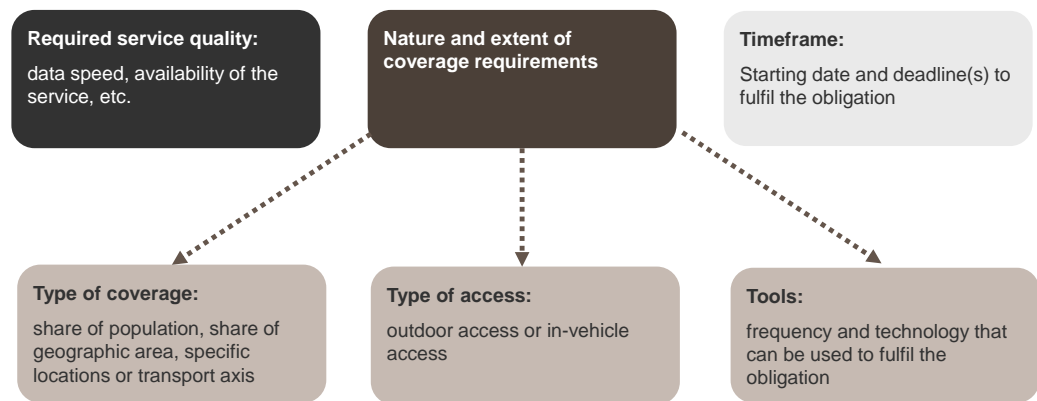 Required service quality:
data speed, availability of the
service, etc.
Nature and extent of
coverage requirements
Timeframe:
Starting date and deadline(s) to
fulfil the obligation
Type of coverage:
share of population, share of
geographic area, specific
locations or transport axis
Type of access:
outdoor access or in-vehicle
access
Tools:
frequency and technology that
can be used to fulfil the
obligation